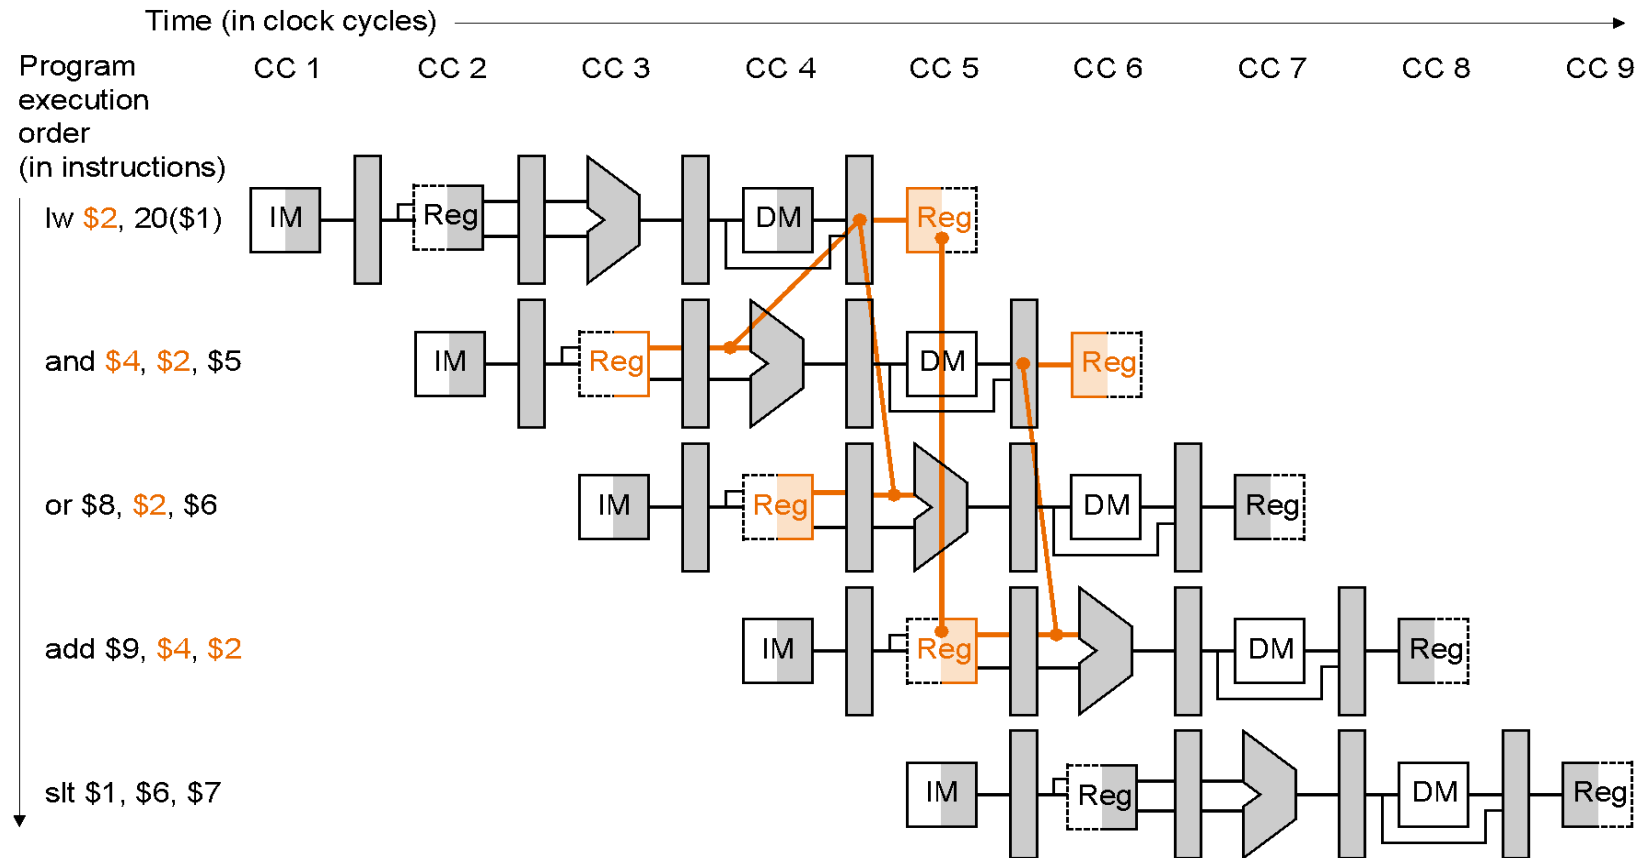 Time (in clock cycles)
Program
execution
order
(in instructions)
CC 1 CC 2 CC 3 CC 4 CC 5 CC 6 CC 7 CC 8 CC 9
lw $2, 20($1) IM Reg DM Reg
and $4, $2, $5 IM Reg DM Reg
or $8, $2, $6 IM Reg DM Reg
add $9, $4, $2 IM Reg DM Reg
slt $1, $6, $7 IM Reg DM Reg